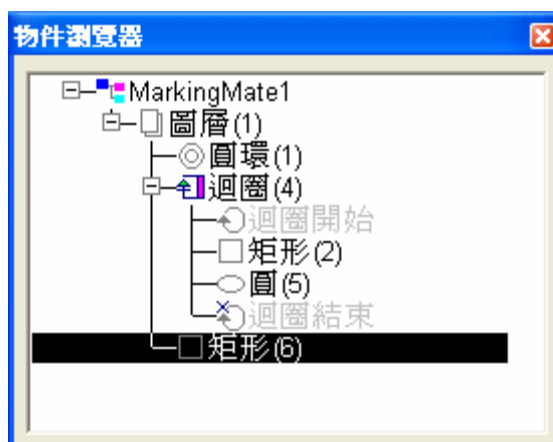 物件瀏覽器
MarkingMate1
圖層(1)
圓環(1)
迴圈(4)
迴圈開始
矩形(2)
圓(5)
迴圈結束
矩形(6)